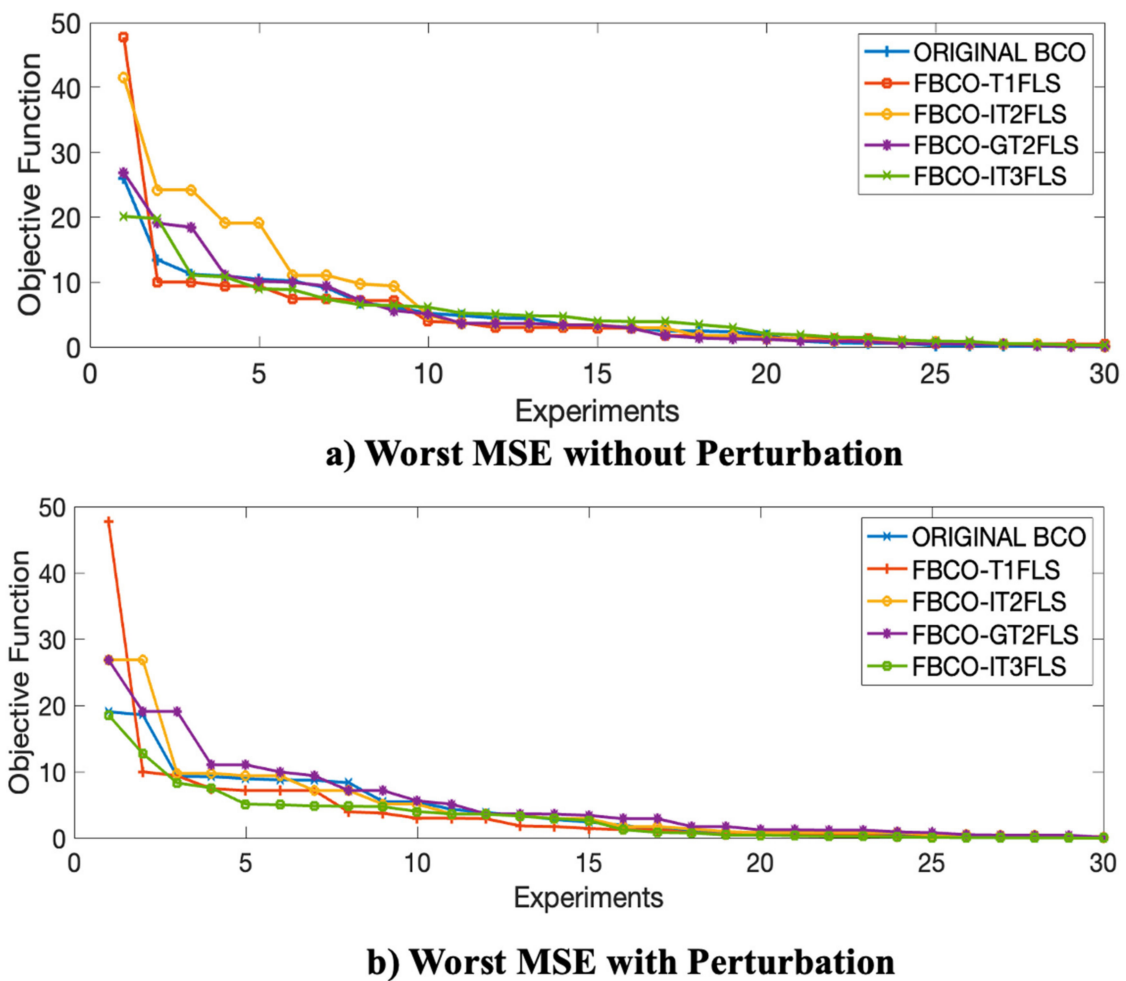 50
40
30
20
10
0
Objective Function
ORIGINAL BCO
FBCO-T1FLS
FBCO-IT2FLS
FBCO-GT2FLS
FBCO-IT3FLS
0 5 10 15 20 25 30
Experiments
a) Worst MSE without Perturbation
50
40
30
20
10
0
Objective Function
ORIGINAL BCO
FBCO-T1FLS
FBCO-IT2FLS
FBCO-GT2FLS
FBCO-IT3FLS
0 5 10 15 20 25 30
Experiments
b) Worst MSE with Perturbation